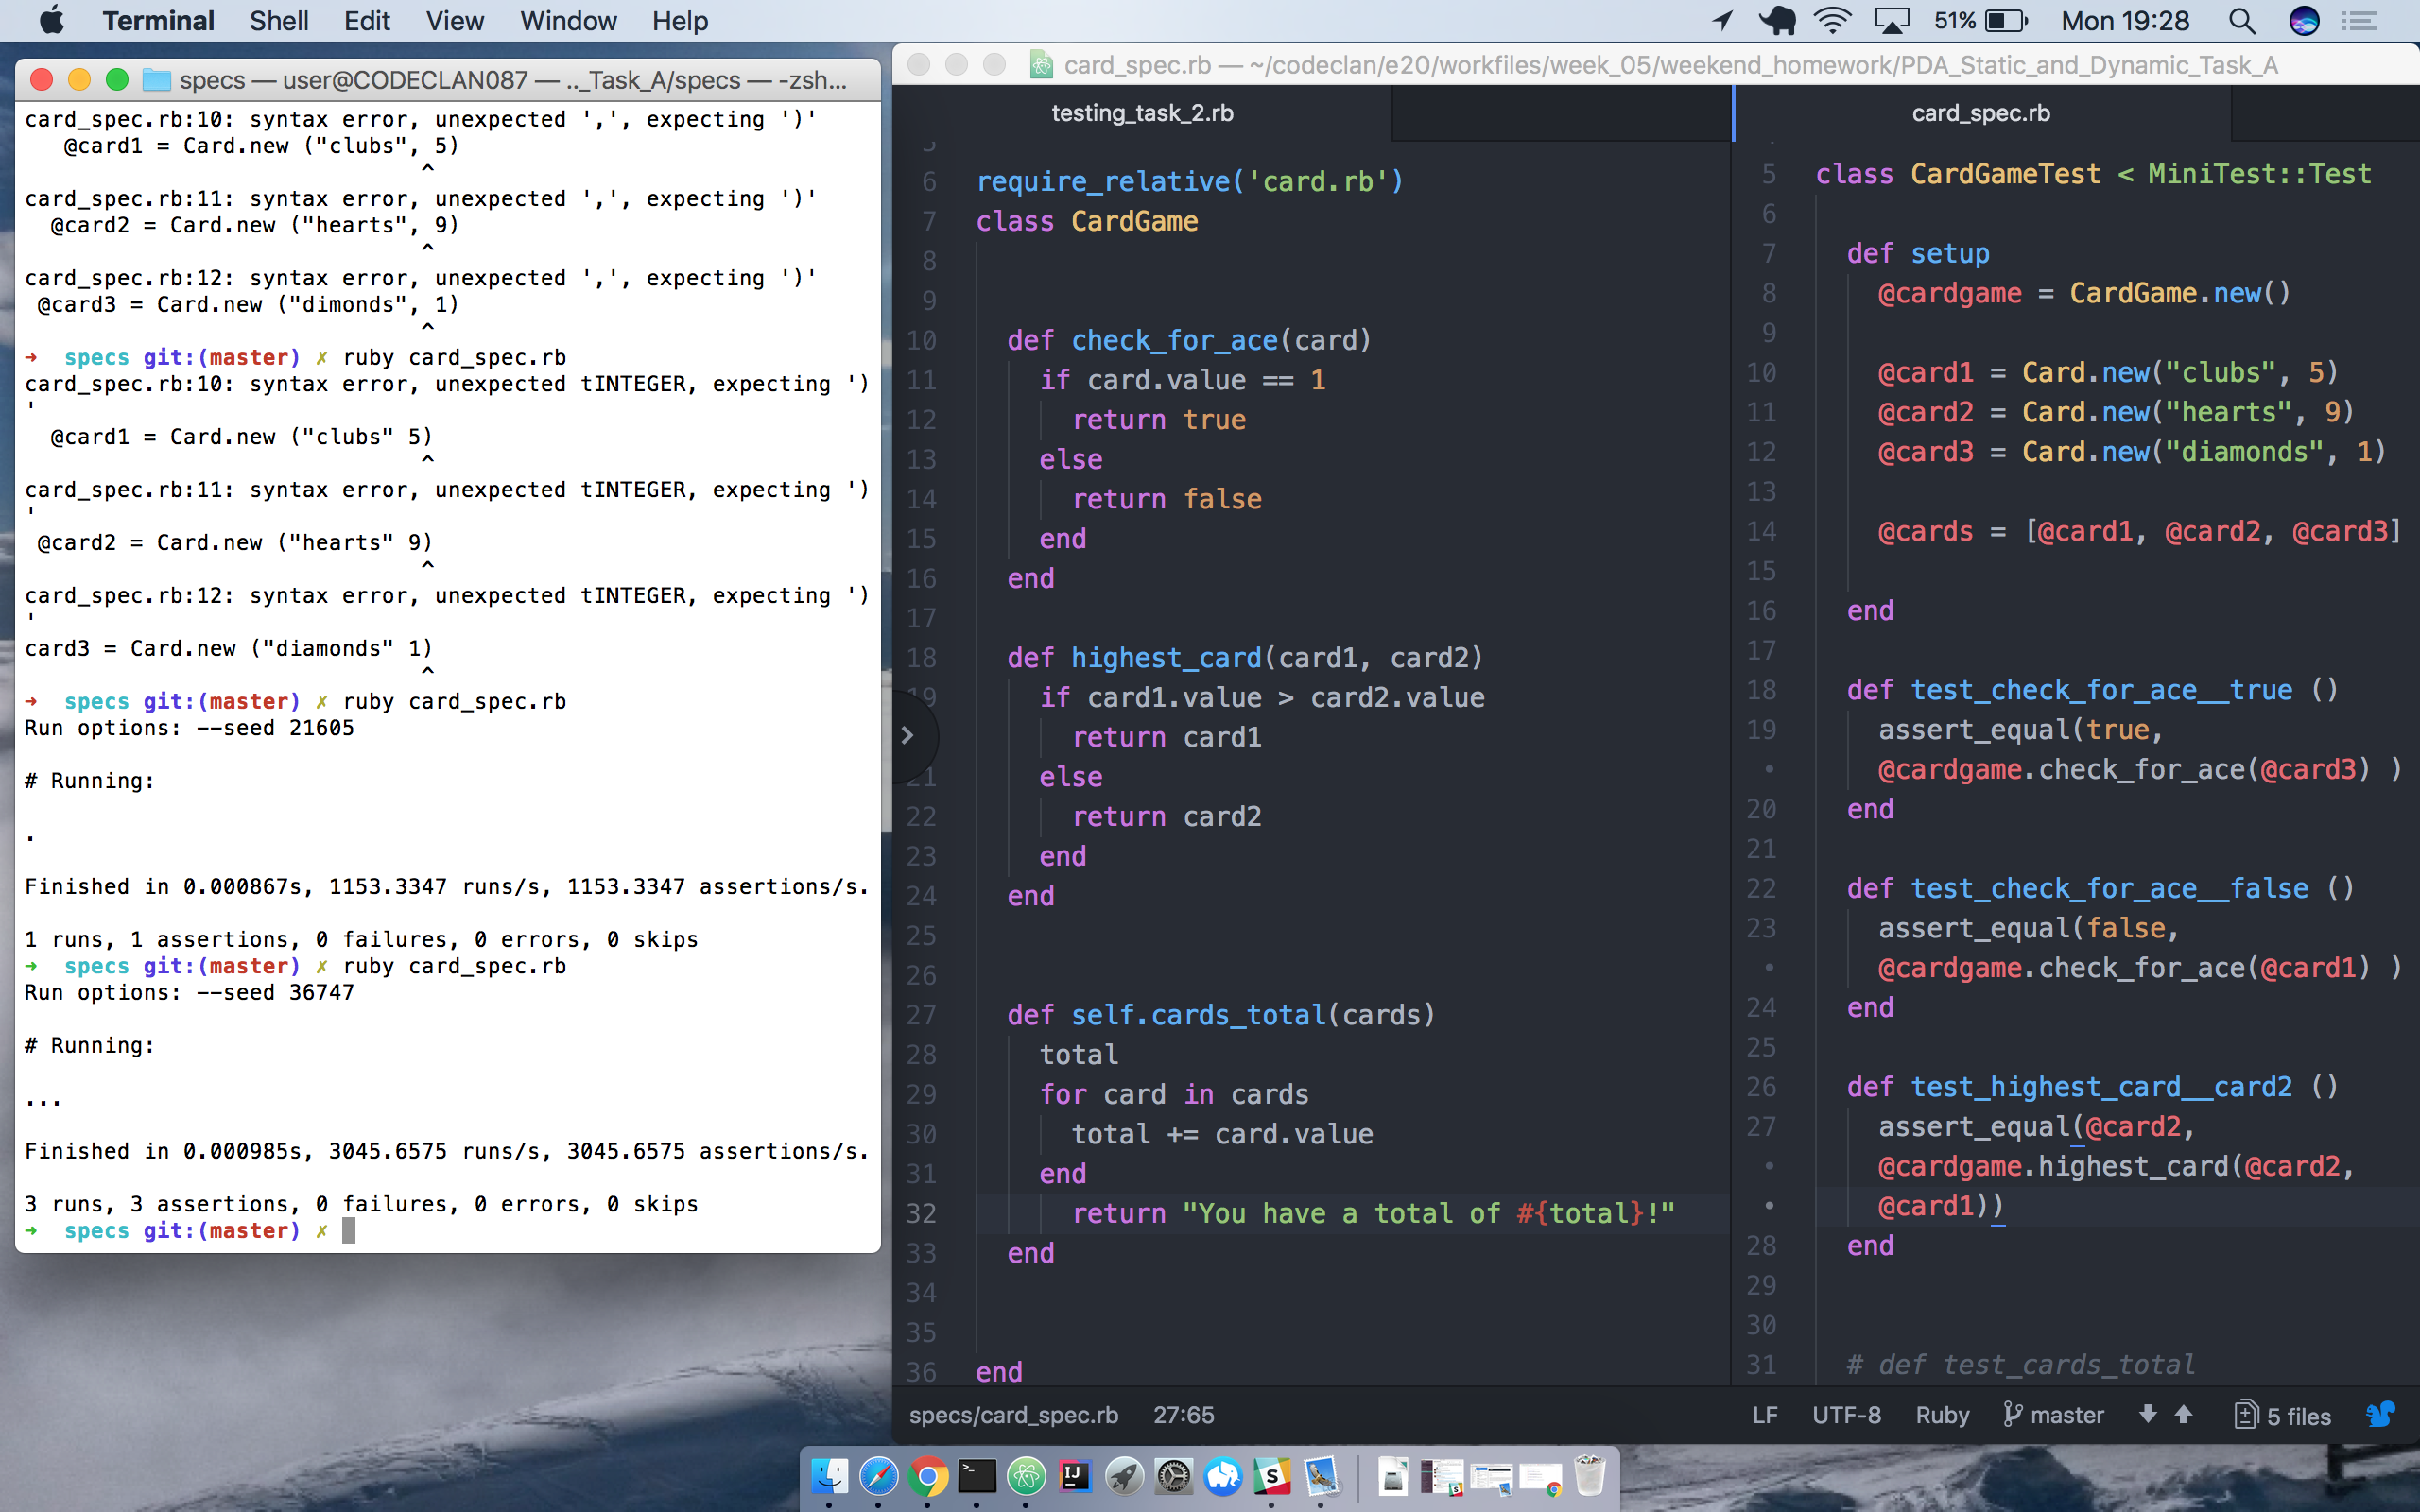 Terminal Shell Edit View Window Help 51% Mon 19:28
specs — user@CODECLAN087 — .._Task_A/specs — -zsh...
card_spec.rb:10: syntax error, unexpected ',', expecting ')'
@card1 = Card.new ("clubs", 5)
^
card_spec.rb:11: syntax error, unexpected ',', expecting ')'
@card2 = Card.new ("hearts", 9)
^
card_spec.rb:12: syntax error, unexpected ',', expecting ')'
@card3 = Card.new ("dimonds", 1)
^
➜ specs git:(master) ✗ ruby card_spec.rb
card_spec.rb:10: syntax error, unexpected tINTEGER, expecting ')
'
@card1 = Card.new ("clubs" 5)
^
card_spec.rb:11: syntax error, unexpected tINTEGER, expecting ')
'
@card2 = Card.new ("hearts" 9)
^
card_spec.rb:12: syntax error, unexpected tINTEGER, expecting ')
'
card3 = Card.new ("diamonds" 1)
^
➜ specs git:(master) ✗ ruby card_spec.rb
Run options: --seed 21605
# Running:
.
Finished in 0.000867s, 1153.3347 runs/s, 1153.3347 assertions/s.
1 runs, 1 assertions, 0 failures, 0 errors, 0 skips
➜ specs git:(master) ✗ ruby card_spec.rb
Run options: --seed 36747
# Running:
...
Finished in 0.000985s, 3045.6575 runs/s, 3045.6575 assertions/s.
3 runs, 3 assertions, 0 failures, 0 errors, 0 skips
➜ specs git:(master) ✗
card_spec.rb — ~/codeclan/e20/workfiles/week_05/weekend_homework/PDA_Static_and_Dynamic_Task_A
testing_task_2.rb
5
6 require_relative('card.rb')
7 class CardGame
8
9
10 def check_for_ace(card)
11 if card.value == 1
12 return true
13 else
14 return false
15 end
16 end
17
18 def highest_card(card1, card2)
19 if card1.value > card2.value
return card1
21 else
22 return card2
23 end
24 end
25
26
27 def self.cards_total(cards)
28 total
29 for card in cards
30 total += card.value
31 end
32 return "You have a total of #{total}!"
33 end
34
35
36 end
card_spec.rb
5 class CardGameTest < MiniTest::Test
6
7 def setup
8 @cardgame = CardGame.new()
9
10 @card1 = Card.new("clubs", 5)
11 @card2 = Card.new("hearts", 9)
12 @card3 = Card.new("diamonds", 1)
13
14 @cards = [@card1, @card2, @card3]
15
16 end
17
18 def test_check_for_ace__true ()
19 assert_equal(true,
• @cardgame.check_for_ace(@card3) )
20 end
21
22 def test_check_for_ace__false ()
23 assert_equal(false,
• @cardgame.check_for_ace(@card1) )
24 end
25
26 def test_highest_card__card2 ()
27 assert_equal(@card2,
• @cardgame.highest_card(@card2,
• @card1))
28 end
29
30
31 # def test_cards_total
specs/card_spec.rb 27:65 LF UTF-8 Ruby master 5 files
IJ
S